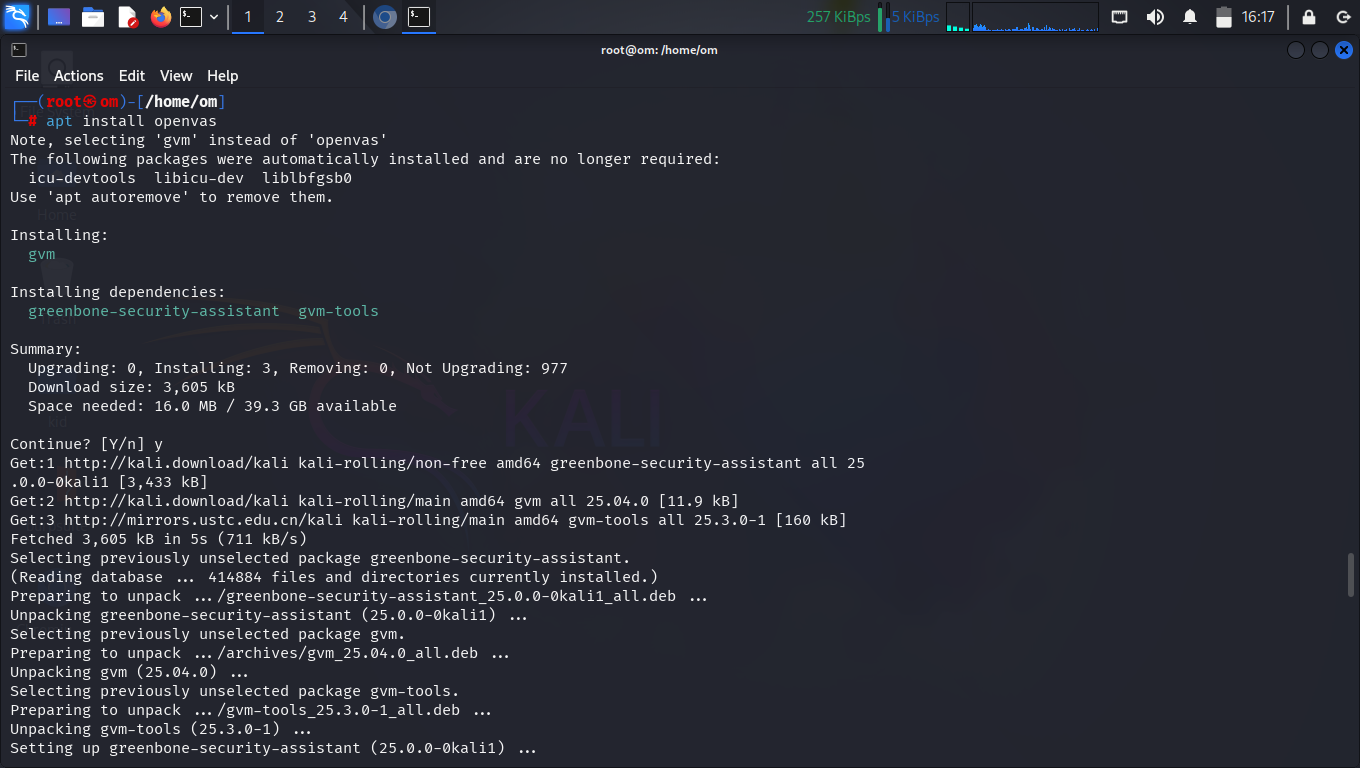 1 2 3 4 257 KiBps 5 KiBps 16:17
root@om: /home/om
File Actions Edit View Help
┌──(root㉿om)-[/home/om]
└─# apt install openvas
Note, selecting 'gvm' instead of 'openvas'
The following packages were automatically installed and are no longer required:
icu-devtools libicu-dev liblbfgsb0
Use 'apt autoremove' to remove them.
Home
Installing:
gvm
Installing dependencies:
greenbone-security-assistant gvm-tools
Trash
Summary:
Upgrading: 0, Installing: 3, Removing: 0, Not Upgrading: 977
Download size: 3,605 kB
Space needed: 16.0 MB / 39.3 GB available
KALI
Continue? [Y/n] y
Get:1 http://kali.download/kali kali-rolling/non-free amd64 greenbone-security-assistant all 25
.0.0-0kali1 [3,433 kB]
Get:2 http://kali.download/kali kali-rolling/main amd64 gvm all 25.04.0 [11.9 kB]
Get:3 http://mirrors.ustc.edu.cn/kali kali-rolling/main amd64 gvm-tools all 25.3.0-1 [160 kB]
Fetched 3,605 kB in 5s (711 kB/s)
Selecting previously unselected package greenbone-security-assistant.
(Reading database ... 414884 files and directories currently installed.)
Preparing to unpack .../greenbone-security-assistant_25.0.0-0kali1_all.deb ...
Unpacking greenbone-security-assistant (25.0.0-0kali1) ...
Selecting previously unselected package gvm.
Preparing to unpack .../archives/gvm_25.04.0_all.deb ...
Unpacking gvm (25.04.0) ...
Selecting previously unselected package gvm-tools.
Preparing to unpack .../gvm-tools_25.3.0-1_all.deb ...
Unpacking gvm-tools (25.3.0-1) ...
Setting up greenbone-security-assistant (25.0.0-0kali1) ...